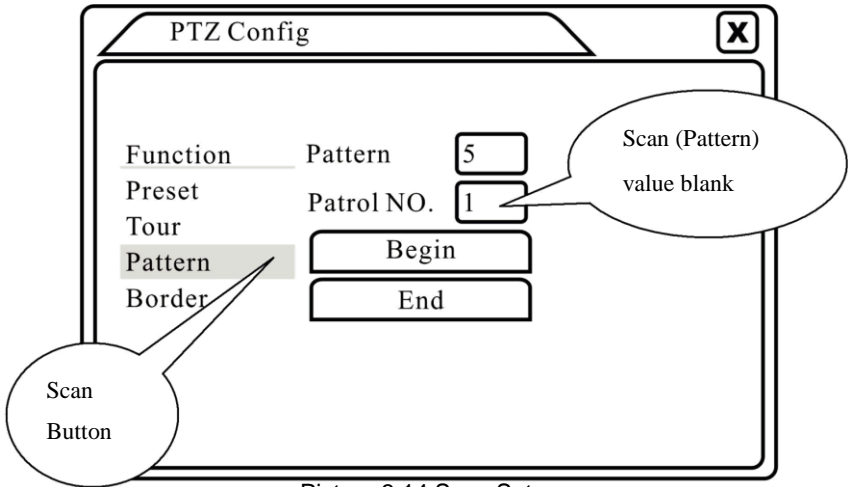 PTZ Config
X
Function
Preset
Tour
Pattern
Border
Pattern 5
Patrol NO. 1
Begin
End
Scan (Pattern)
value blank
Scan
Button